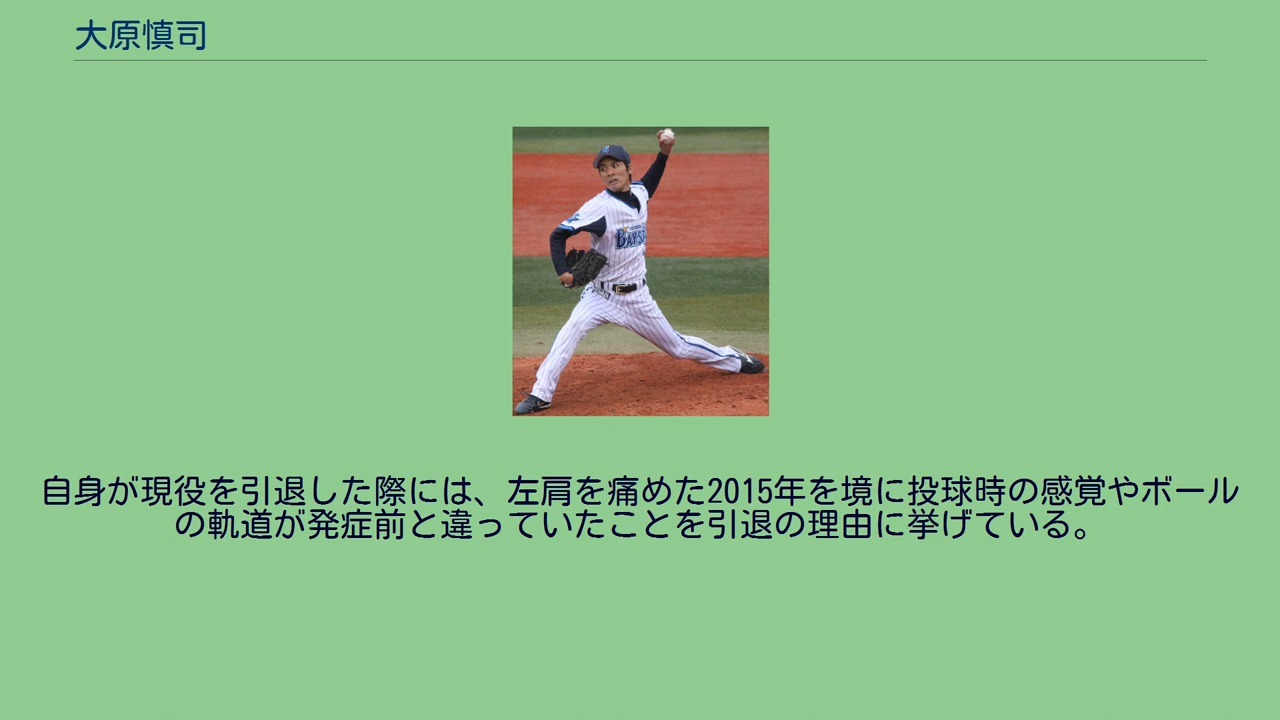 大原慎司
自身が現役を引退した際には、左肩を痛めた2015年を境に投球時の感覚やボール
の軌道が発症前と違っていたことを引退の理由に挙げている。